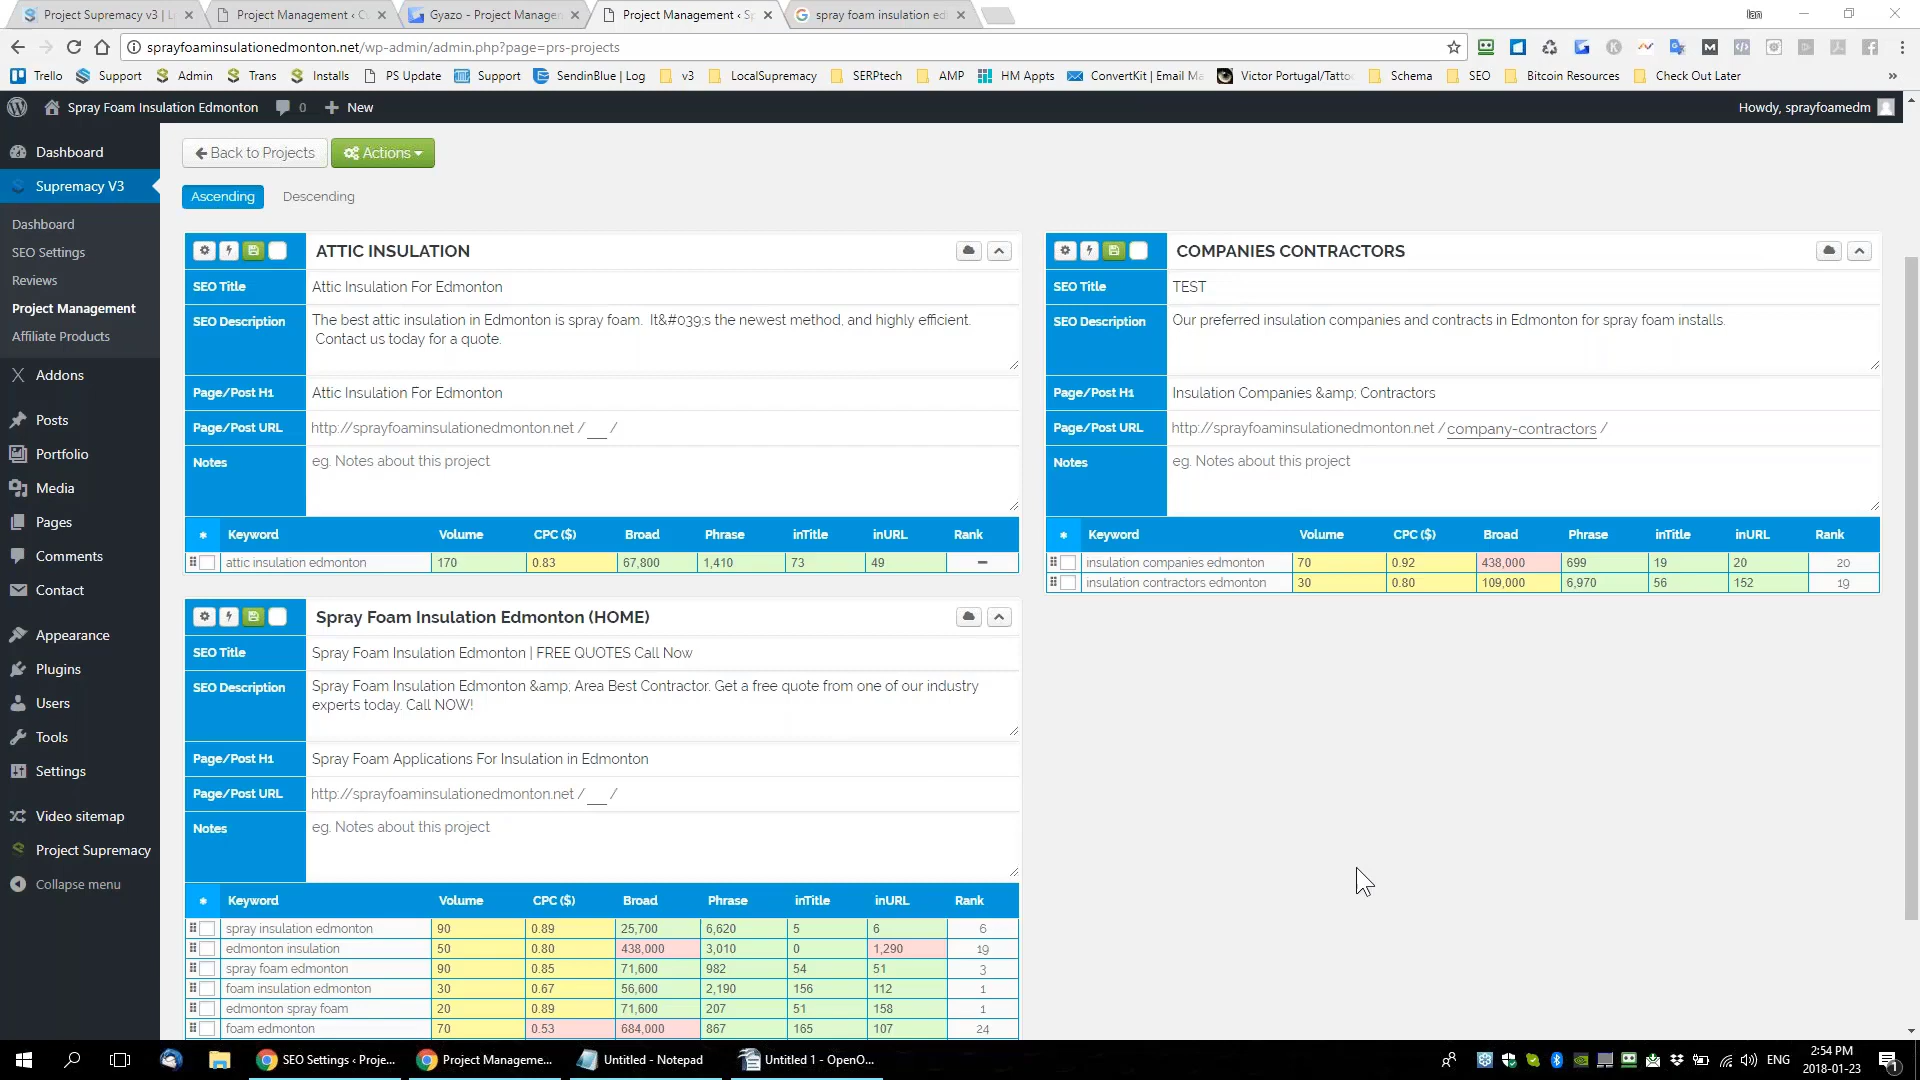 Project Supremacy v3 | L
Project Management ‹ C
Gyazo - Project Managem
Project Management ‹ Sp
spray foam insulation ed
Ian
sprayfoaminsulationedmonton.net/wp-admin/admin.php?page=prs-projects
Trello
Support
Admin
Trans
Installs
PS Update
Support
SendinBlue | Log
v3
LocalSupremacy
SERPtech
AMP
HM Appts
ConvertKit | Email Ma
Victor Portugal/Tatto
Schema
SEO
Bitcoin Resources
Check Out Later
»
Spray Foam Insulation Edmonton
0
New
Howdy, sprayfoamedm
Dashboard
Supremacy V3
Dashboard
SEO Settings
Reviews
Project Management
Affiliate Products
Addons
Posts
Portfolio
Media
Pages
Comments
Contact
Appearance
Plugins
Users
Tools
Settings
Video sitemap
Project Supremacy
Collapse menu
Back to Projects
Actions
Ascending
Descending
ATTIC INSULATION
SEO Title
Attic Insulation For Edmonton
SEO Description
The best attic insulation in Edmonton is spray foam.  It&#039;s the newest method, and highly efficient.
Contact us today for a quote.
Page/Post H1
Attic Insulation For Edmonton
Page/Post URL
http://sprayfoaminsulationedmonton.net /___ /
Notes
eg. Notes about this project
Keyword Volume CPC ($) Broad Phrase inTitle inURL Rank
attic insulation edmonton 170 0.83 67,800 1,410 73 49 –
COMPANIES CONTRACTORS
SEO Title
TEST
SEO Description
Our preferred insulation companies and contracts in Edmonton for spray foam installs.
Page/Post H1
Insulation Companies &amp; Contractors
Page/Post URL
http://sprayfoaminsulationedmonton.net /company-contractors /
Notes
eg. Notes about this project
Keyword Volume CPC ($) Broad Phrase inTitle inURL Rank
insulation companies edmonton 70 0.92 438,000 699 19 20 20
insulation contractors edmonton 30 0.80 109,000 6,970 56 152 19
Spray Foam Insulation Edmonton (HOME)
SEO Title
Spray Foam Insulation Edmonton | FREE QUOTES Call Now
SEO Description
Spray Foam Insulation Edmonton &amp; Area Best Contractor. Get a free quote from one of our industry
experts today. Call NOW!
Page/Post H1
Spray Foam Applications For Insulation in Edmonton
Page/Post URL
http://sprayfoaminsulationedmonton.net /___ /
Notes
eg. Notes about this project
Keyword Volume CPC ($) Broad Phrase inTitle inURL Rank
spray insulation edmonton 90 0.89 25,700 6,620 5 6 6
edmonton insulation 50 0.80 438,000 3,010 0 1,290 19
spray foam edmonton 90 0.85 71,600 982 54 51 3
foam insulation edmonton 30 0.67 56,600 2,190 156 112 1
edmonton spray foam 20 0.89 71,600 207 51 158 1
foam edmonton 70 0.53 684,000 867 165 107 24
SEO Settings ‹ Proje...
Project Manageme...
Untitled - Notepad
Untitled 1 - OpenO...
ENG
2:54 PM
2018-01-23
1